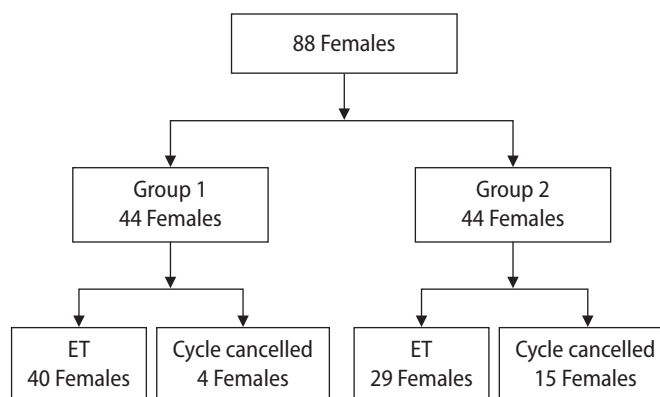 88 Females
Group 1
44 Females
Group 2
44 Females
ET
40 Females
Cycle cancelled
4 Females
ET
29 Females
Cycle cancelled
15 Females